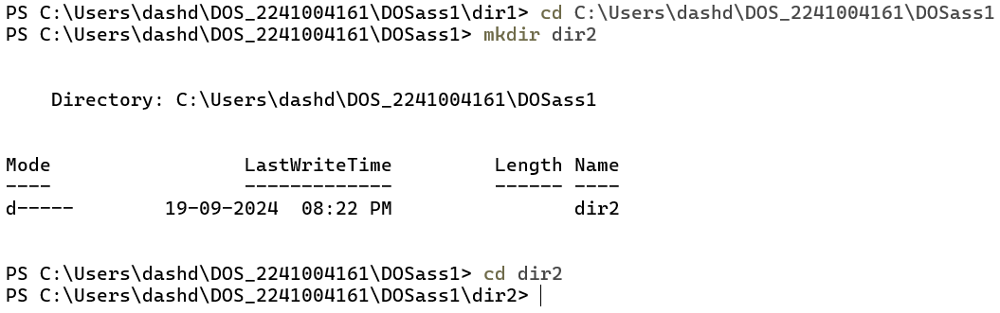 PS C:\Users\dashd\DOS_2241004161\DOSass1\dir1> cd C:\Users\dashd\DOS_2241004161\DOSass1
PS C:\Users\dashd\DOS_2241004161\DOSass1> mkdir dir2
    Directory: C:\Users\dashd\DOS_2241004161\DOSass1
Mode                 LastWriteTime         Length Name
----                 -------------         ------ ----
d-----        19-09-2024  08:22 PM                dir2
PS C:\Users\dashd\DOS_2241004161\DOSass1> cd dir2
PS C:\Users\dashd\DOS_2241004161\DOSass1\dir2>